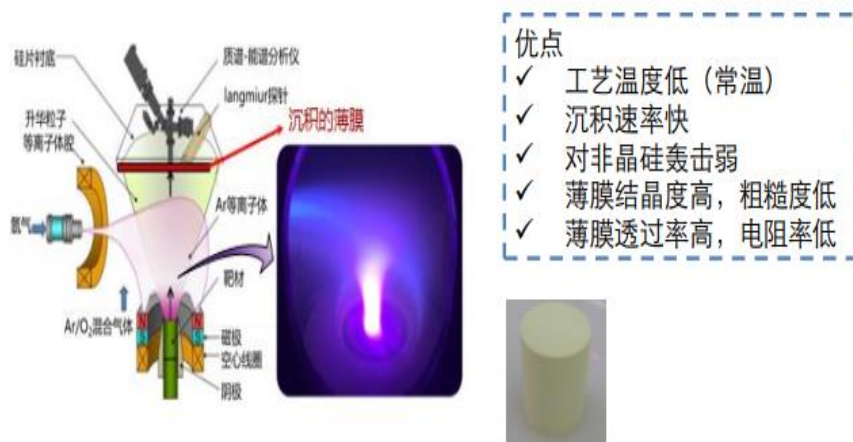 硅片衬底
质谱-能谱分析仪
langmiur探针
沉积的薄膜
升华粒子
等离子体腔
Ar等离子体
氩气
靶材
Ar/O₂混合气体
N
S
N
S
磁极
空心线圈
阴极
优点
✓ 工艺温度低（常温）
✓ 沉积速率快
✓ 对非晶硅轰击弱
✓ 薄膜结晶度高，粗糙度低
✓ 薄膜透过率高，电阻率低